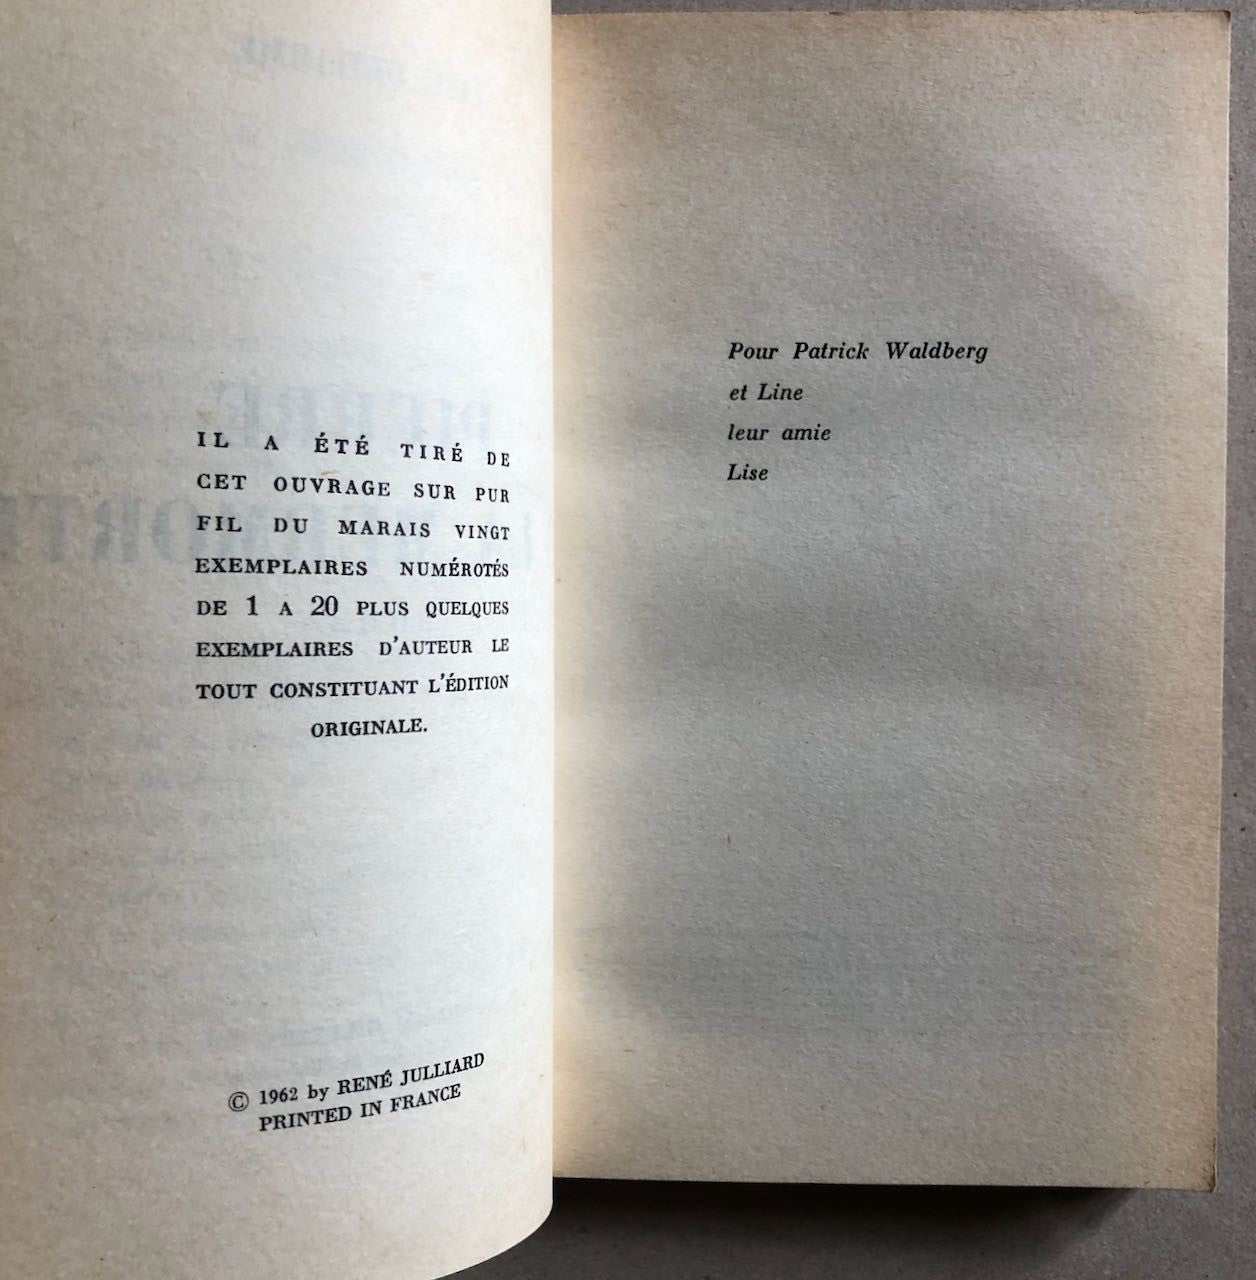 IL A ÉTÉ TIRÉ DE
CET OUVRAGE SUR PUR
FIL DU MARAIS VINGT
EXEMPLAIRES NUMÉROTÉS
DE 1 A 20 PLUS QUELQUES
EXEMPLAIRES D'AUTEUR LE
TOUT CONSTITUANT L'ÉDITION
ORIGINALE.
© 1962 by RENÉ JULLIARD
PRINTED IN FRANCE
Pour Patrick Waldberg
et Line
leur amie
Lise